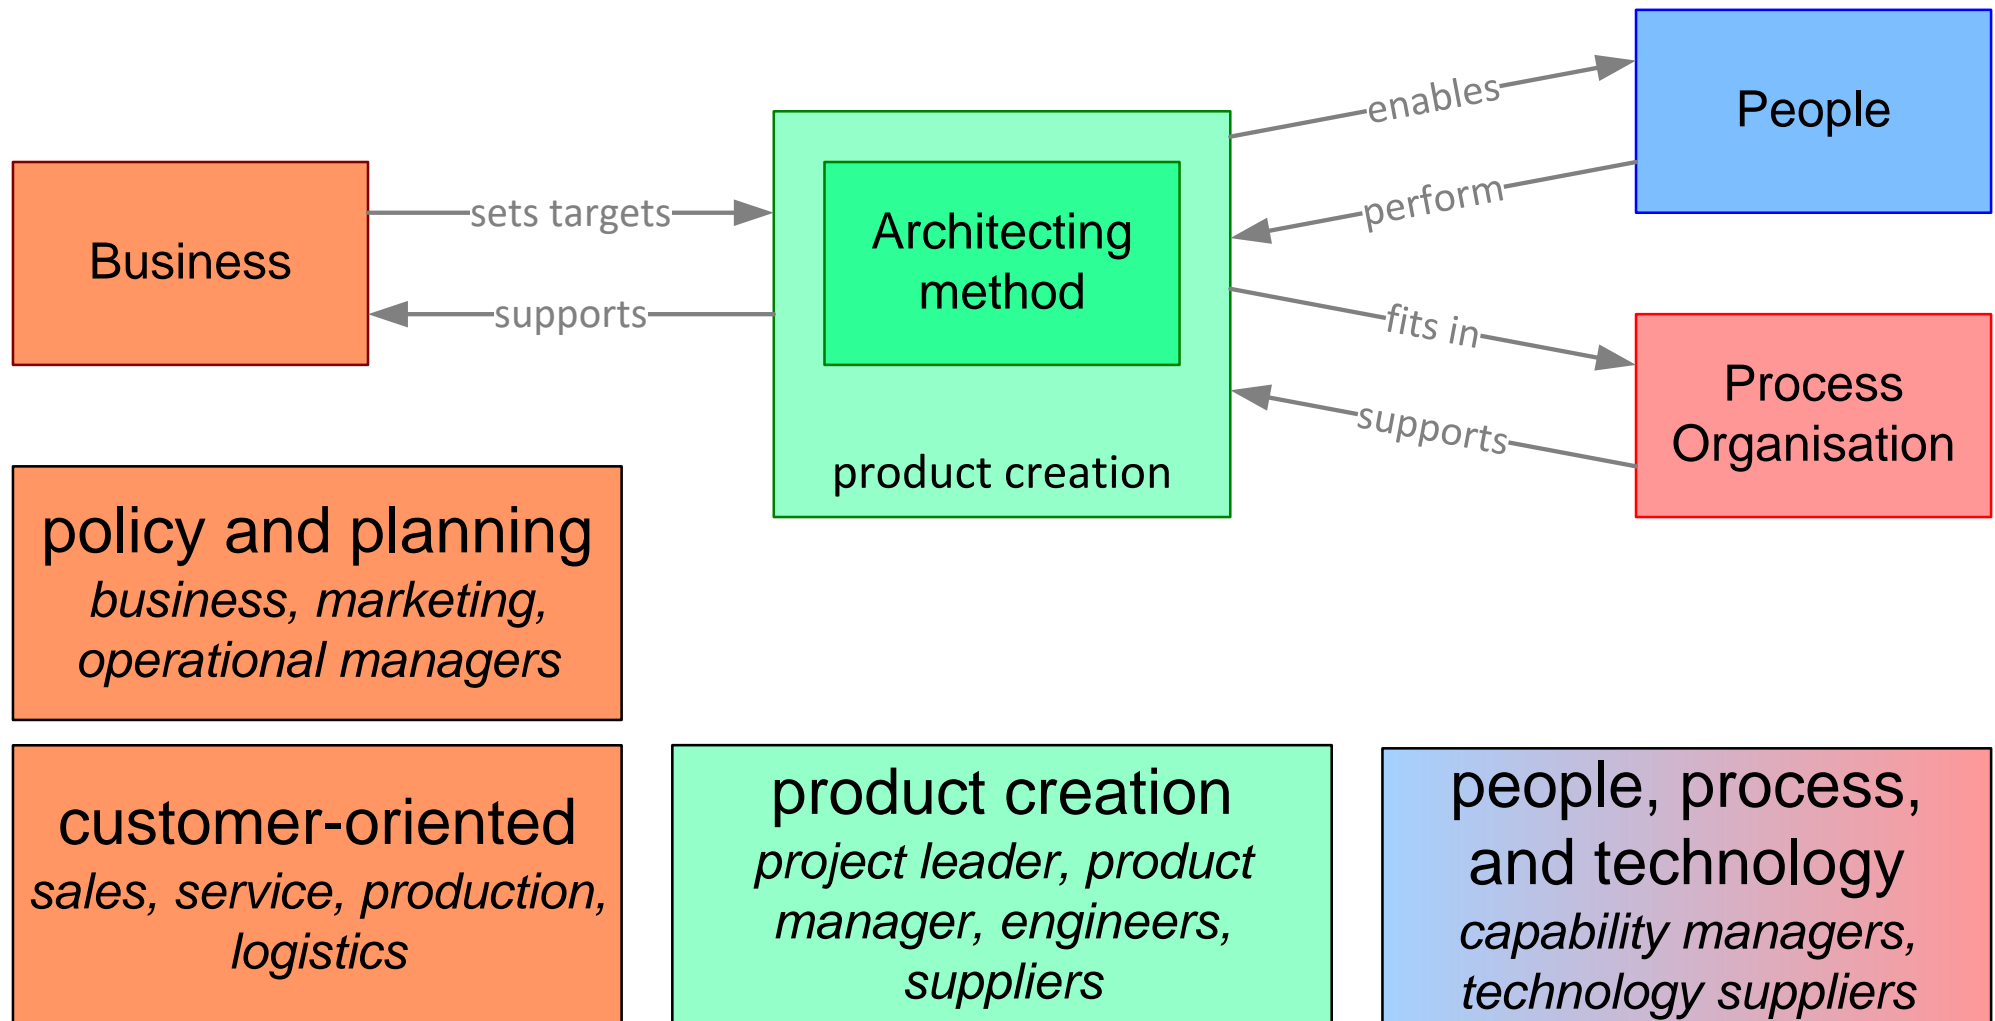 Business
sets targets
supports
Architecting
method
product creation
enables
perform
fits in
supports
People
Process
Organisation
policy and planning
business, marketing,
operational managers
customer-oriented
sales, service, production,
logistics
product creation
project leader, product
manager, engineers,
suppliers
people, process,
and technology
capability managers,
technology suppliers